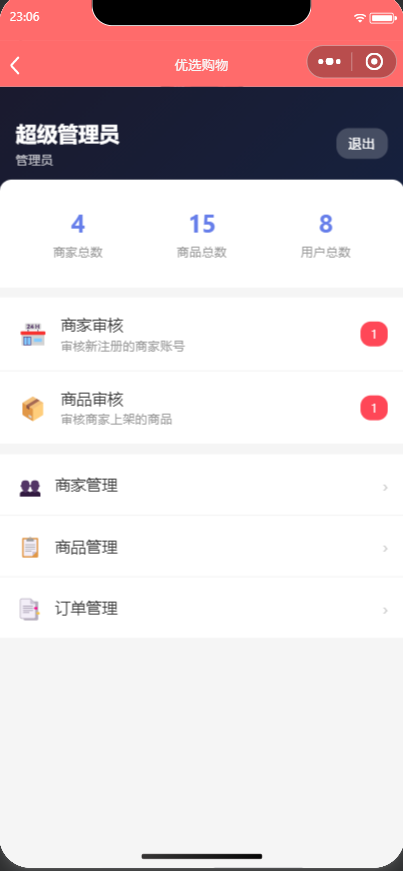 23:06
优选购物
超级管理员
管理员
退出
4
15
8
商家总数
商品总数
用户总数
商家审核
审核新注册的商家账号
1
商品审核
审核商家上架的商品
1
商家管理
商品管理
订单管理